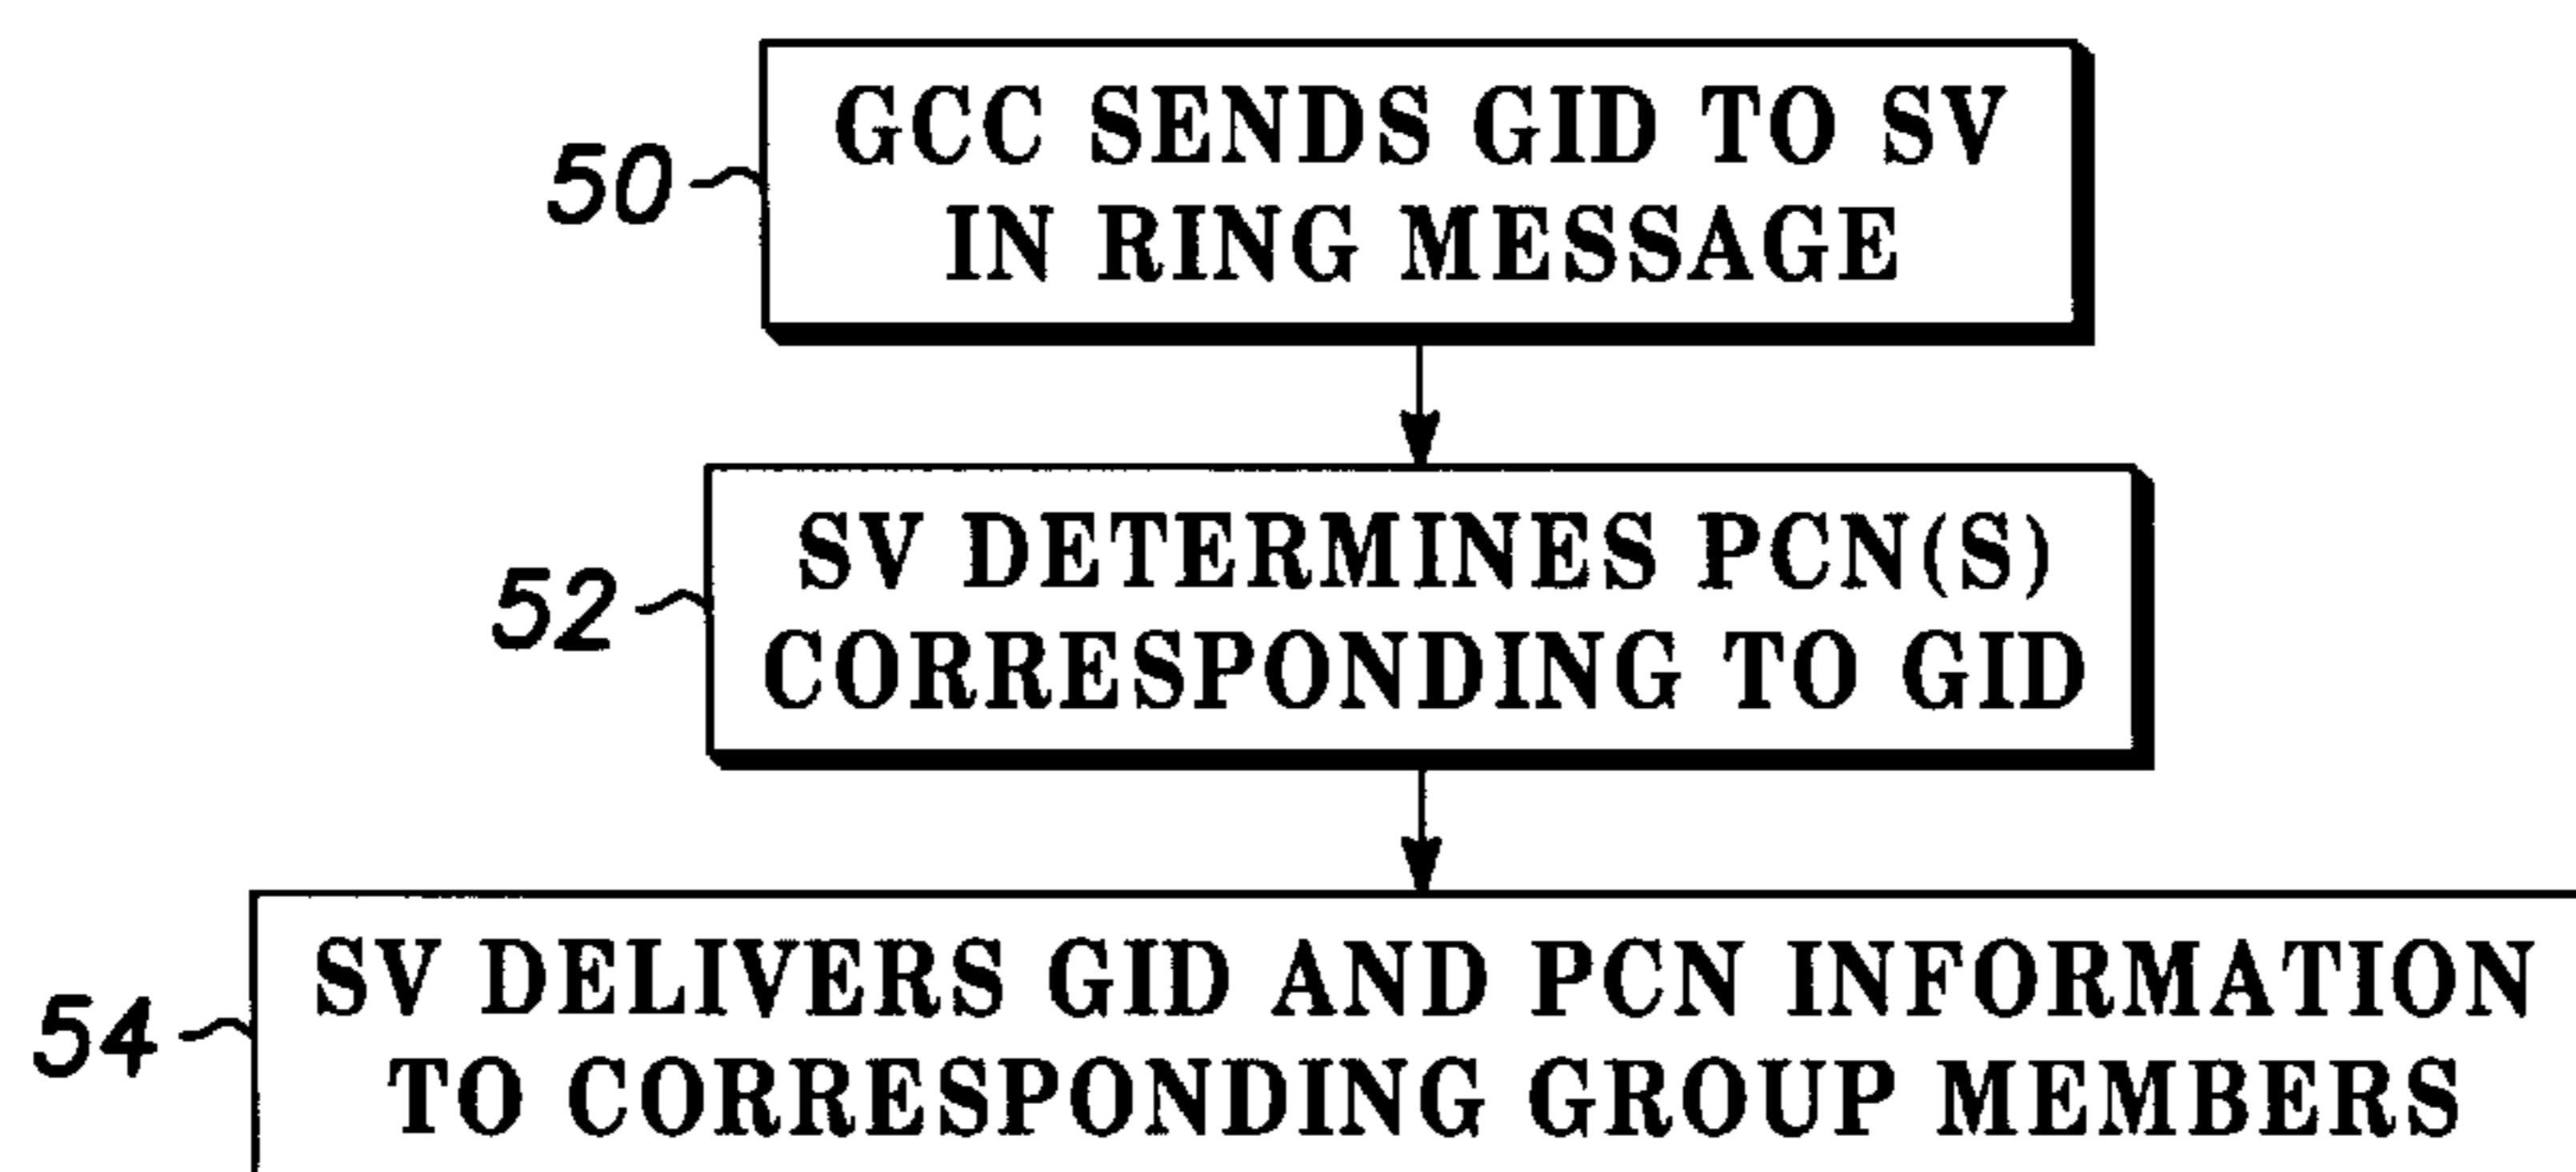 50
GCC SENDS GID TO SV
IN RING MESSAGE
52
SV DETERMINES PCN(S)
CORRESPONDING TO GID
54
SV DELIVERS GID AND PCN INFORMATION
TO CORRESPONDING GROUP MEMBERS